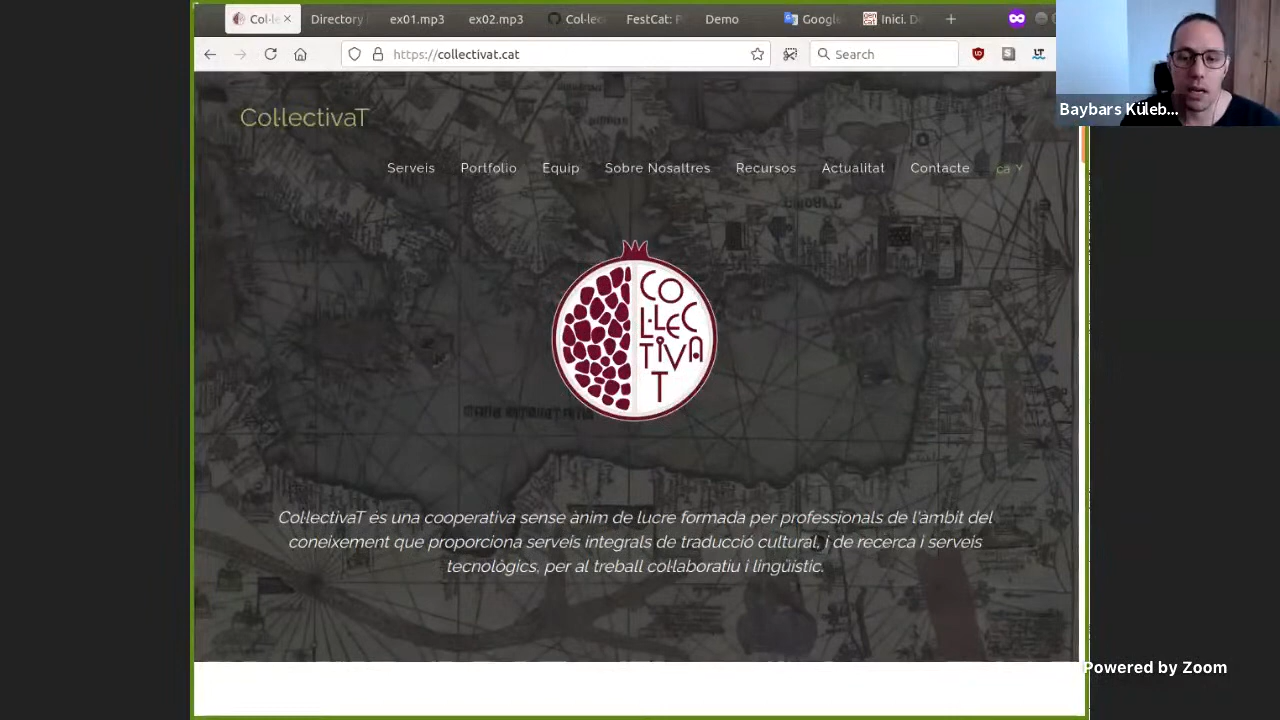 Col·le
Directory
ex01.mp3
ex02.mp3
Col·lec
FestCat: P
Demo
Google
Inici. D
https://collectivat.cat
Search
Baybars Küleb...
Col·lectivaT
Serveis
Portfolio
Equip
Sobre Nosaltres
Recursos
Actualitat
Contacte
ca
CO
L·LEC
TIVA
T
Col·lectivaT és una cooperativa sense ànim de lucre formada per professionals de l'àmbit del
coneixement que proporciona serveis integrals de traducció cultural, i de recerca i serveis
tecnològics, per al treball col·laboratiu i lingüístic.
Powered by Zoom